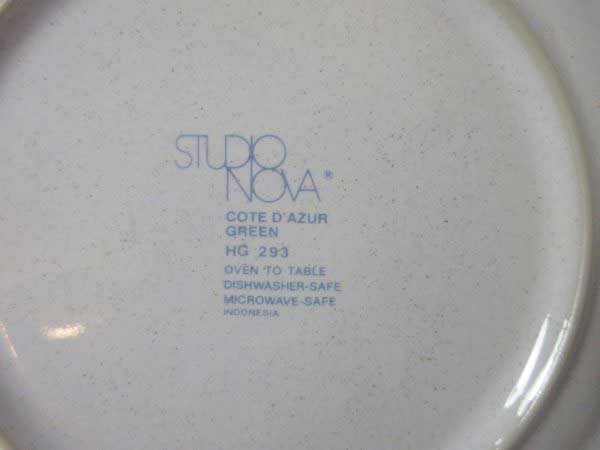 STUDIO
NOVA®
COTE D'AZUR
GREEN
HG 293
OVEN TO TABLE
DISHWASHER-SAFE
MICROWAVE-SAFE
INDONESIA